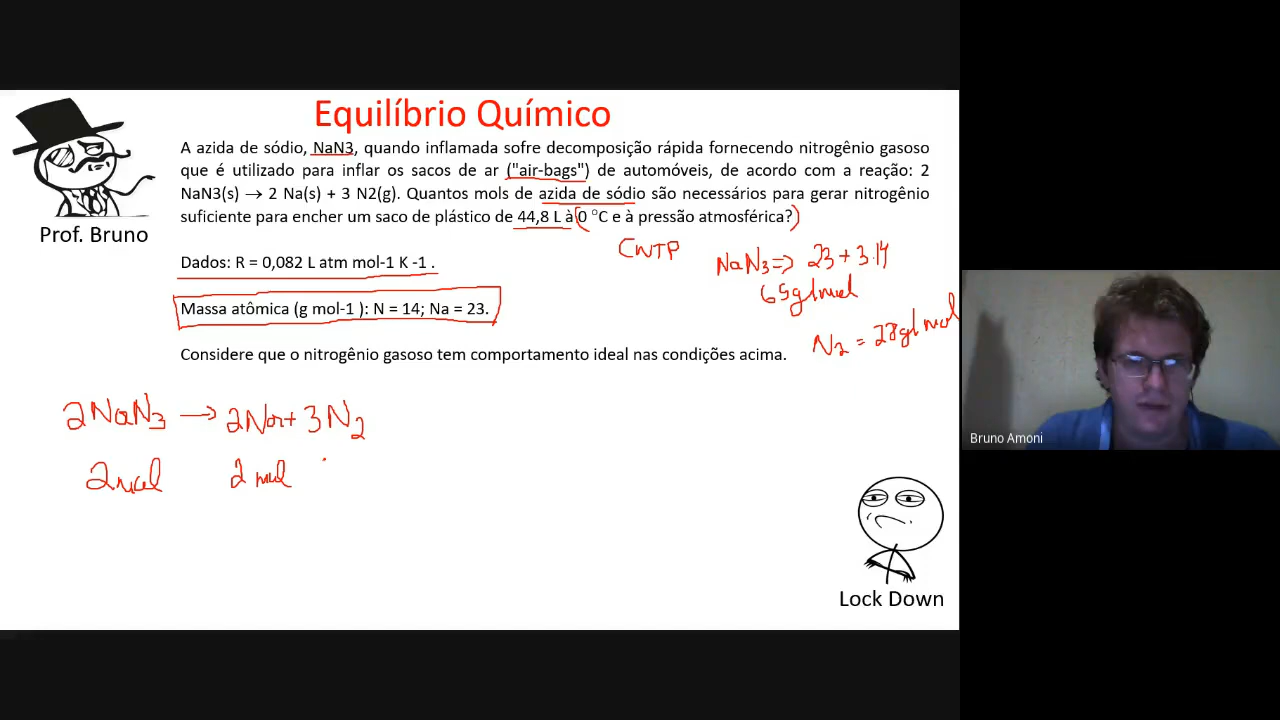 Equilíbrio Químico
A azida de sódio, NaN3, quando inflamada sofre decomposição rápida fornecendo nitrogênio gasoso
que é utilizado para inflar os sacos de ar ("air-bags") de automóveis, de acordo com a reação: 2
NaN3(s) → 2 Na(s) + 3 N2(g). Quantos mols de azida de sódio são necessários para gerar nitrogênio
suficiente para encher um saco de plástico de 44,8 L à 0 °C e à pressão atmosférica?
Prof. Bruno
CNTP
NaN3 => 23 + 3.14
Dados: R = 0,082 L atm mol-1 K -1 .
65g/mol
Massa atômica (g mol-1 ): N = 14; Na = 23.
N2 = 28g/mol
Considere que o nitrogênio gasoso tem comportamento ideal nas condições acima.
2NaN3 → 2Na + 3N2
2mol 2 mol
Bruno Amoni
Lock Down